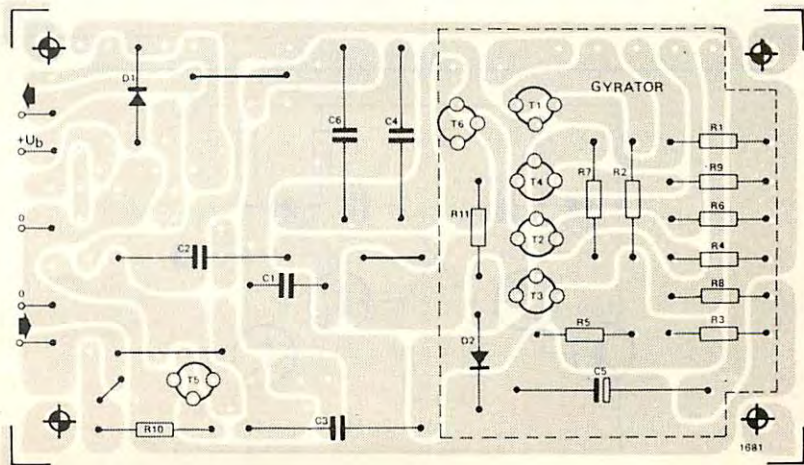 D1
+Ub
0
0
C6
C4
T6
T1
GYRATOR
R1
R7
R2
R9
T4
R11
R6
T2
R4
C2
C1
T3
R8
R5
R3
D2
T5
C5
R10
C3
1681